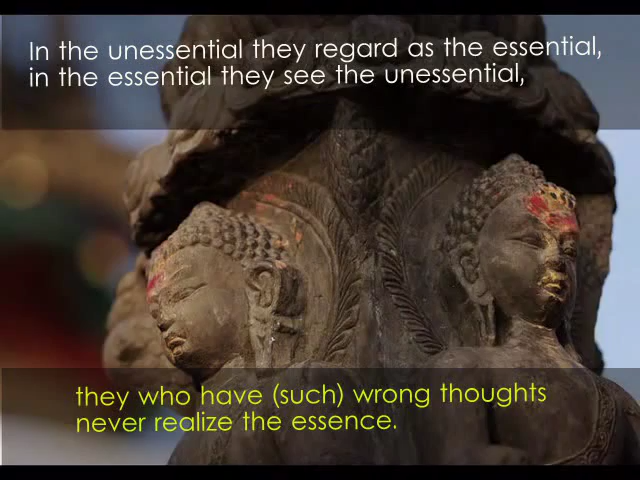 In the unessential they regard as the essential,
in the essential they see the unessential,
they who have (such) wrong thoughts
never realize the essence.